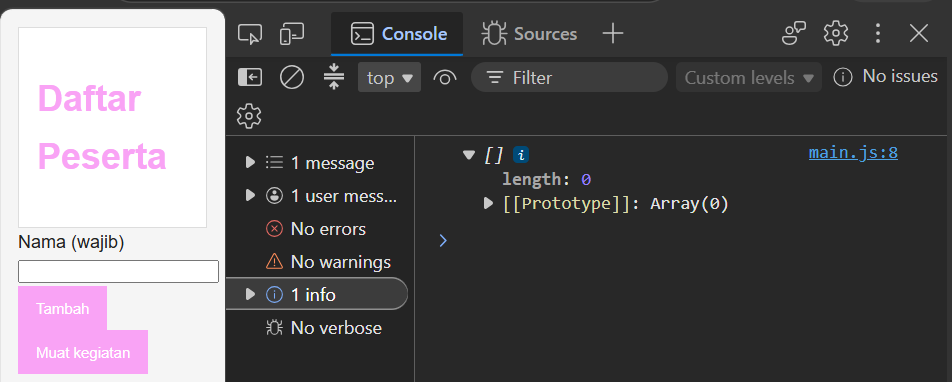 Daftar
Peserta
Nama (wajib)
Tambah
Muat kegiatan
Console
Sources
top
Filter
Custom levels
No issues
1 message
1 user mess...
No errors
No warnings
1 info
No verbose
[] i main.js:8
length: 0
[[Prototype]]: Array(0)